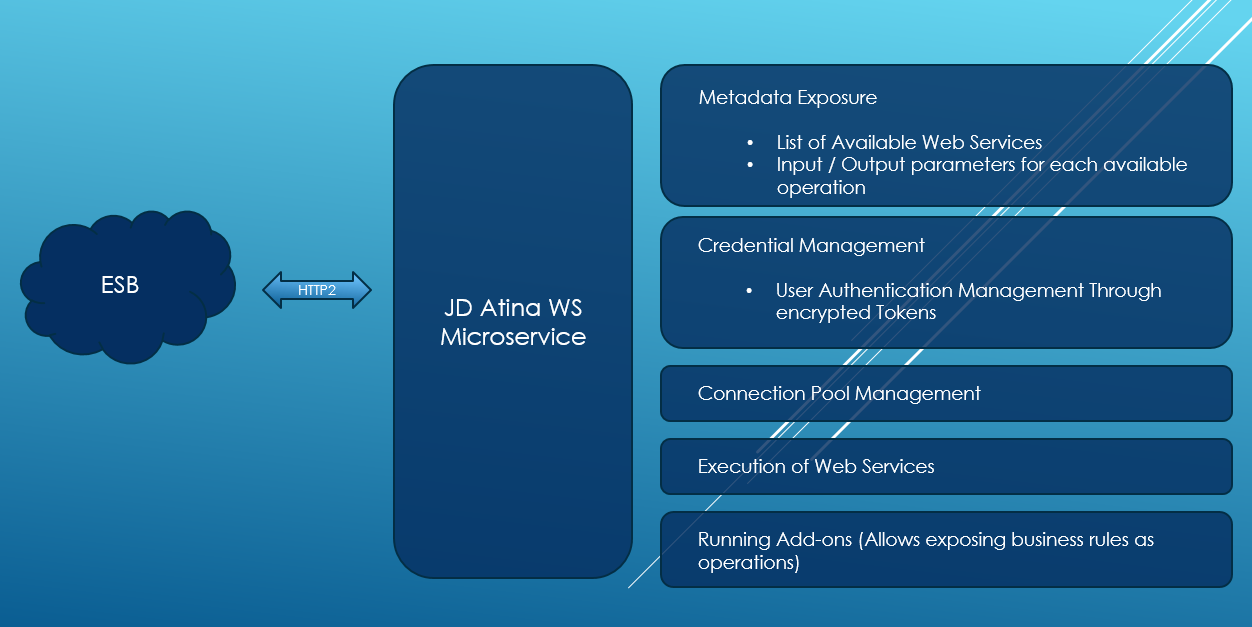 ESB
HTTP2
JD Atina WS
Microservice
Metadata Exposure
• List of Available Web Services
• Input / Output parameters for each available
operation
Credential Management
• User Authentication Management Through
encrypted Tokens
Connection Pool Management
Execution of Web Services
Running Add-ons (Allows exposing business rules as
operations)